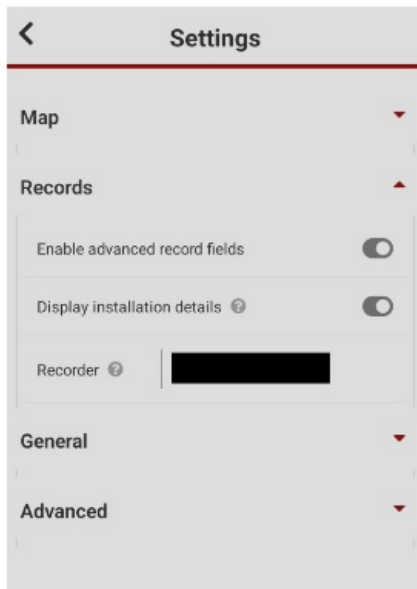 Settings
Map
Records
Enable advanced record fields
Display installation details ?
Recorder ?
General
Advanced